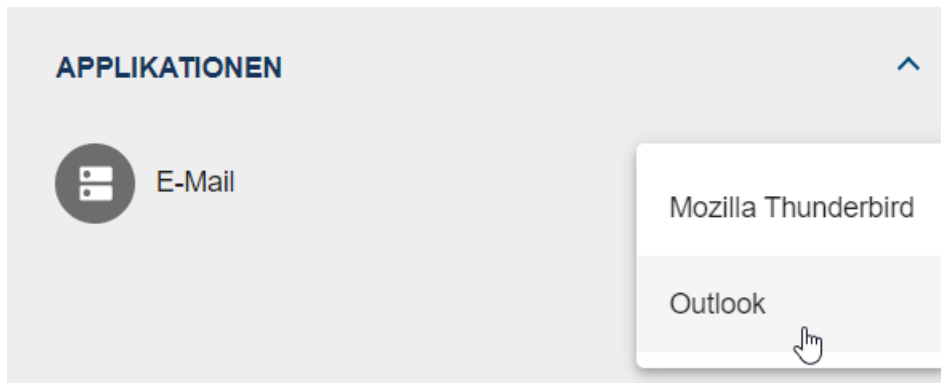 APPLIKATIONEN
E-Mail
Mozilla Thunderbird
Outlook